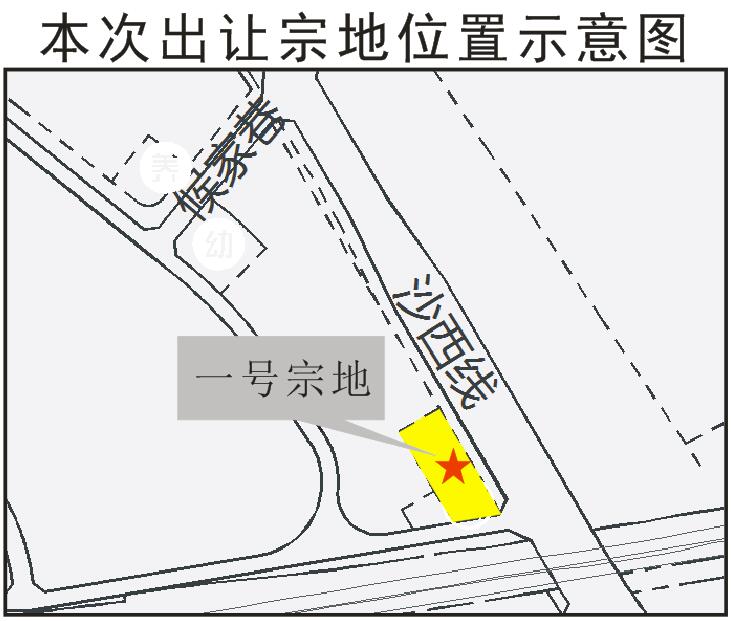 本次出让宗地位置示意图
候家巷
养
幼
沙西线
一号宗地